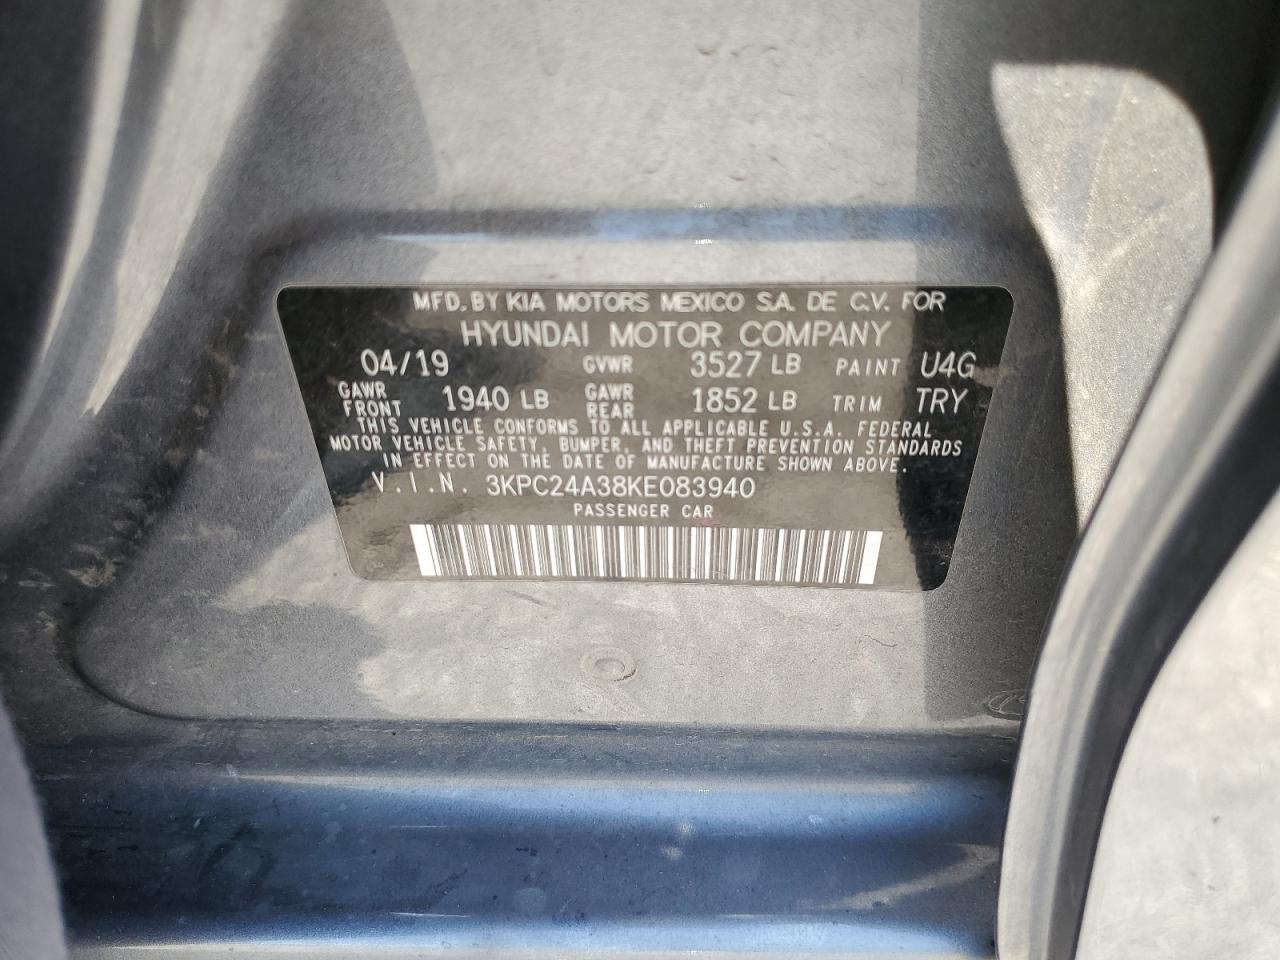 MFD. BY KIA MOTORS MEXICO S.A. DE C.V. FOR
HYUNDAI MOTOR COMPANY
04/19 GVWR 3527 LB PAINT U4G
GAWR FRONT 1940 LB GAWR REAR 1852 LB TRIM TRY
THIS VEHICLE CONFORMS TO ALL APPLICABLE U.S.A. FEDERAL
MOTOR VEHICLE SAFETY, BUMPER, AND THEFT PREVENTION STANDARDS
IN EFFECT ON THE DATE OF MANUFACTURE SHOWN ABOVE.
V.I.N. 3KPC24A38KE083940
PASSENGER CAR